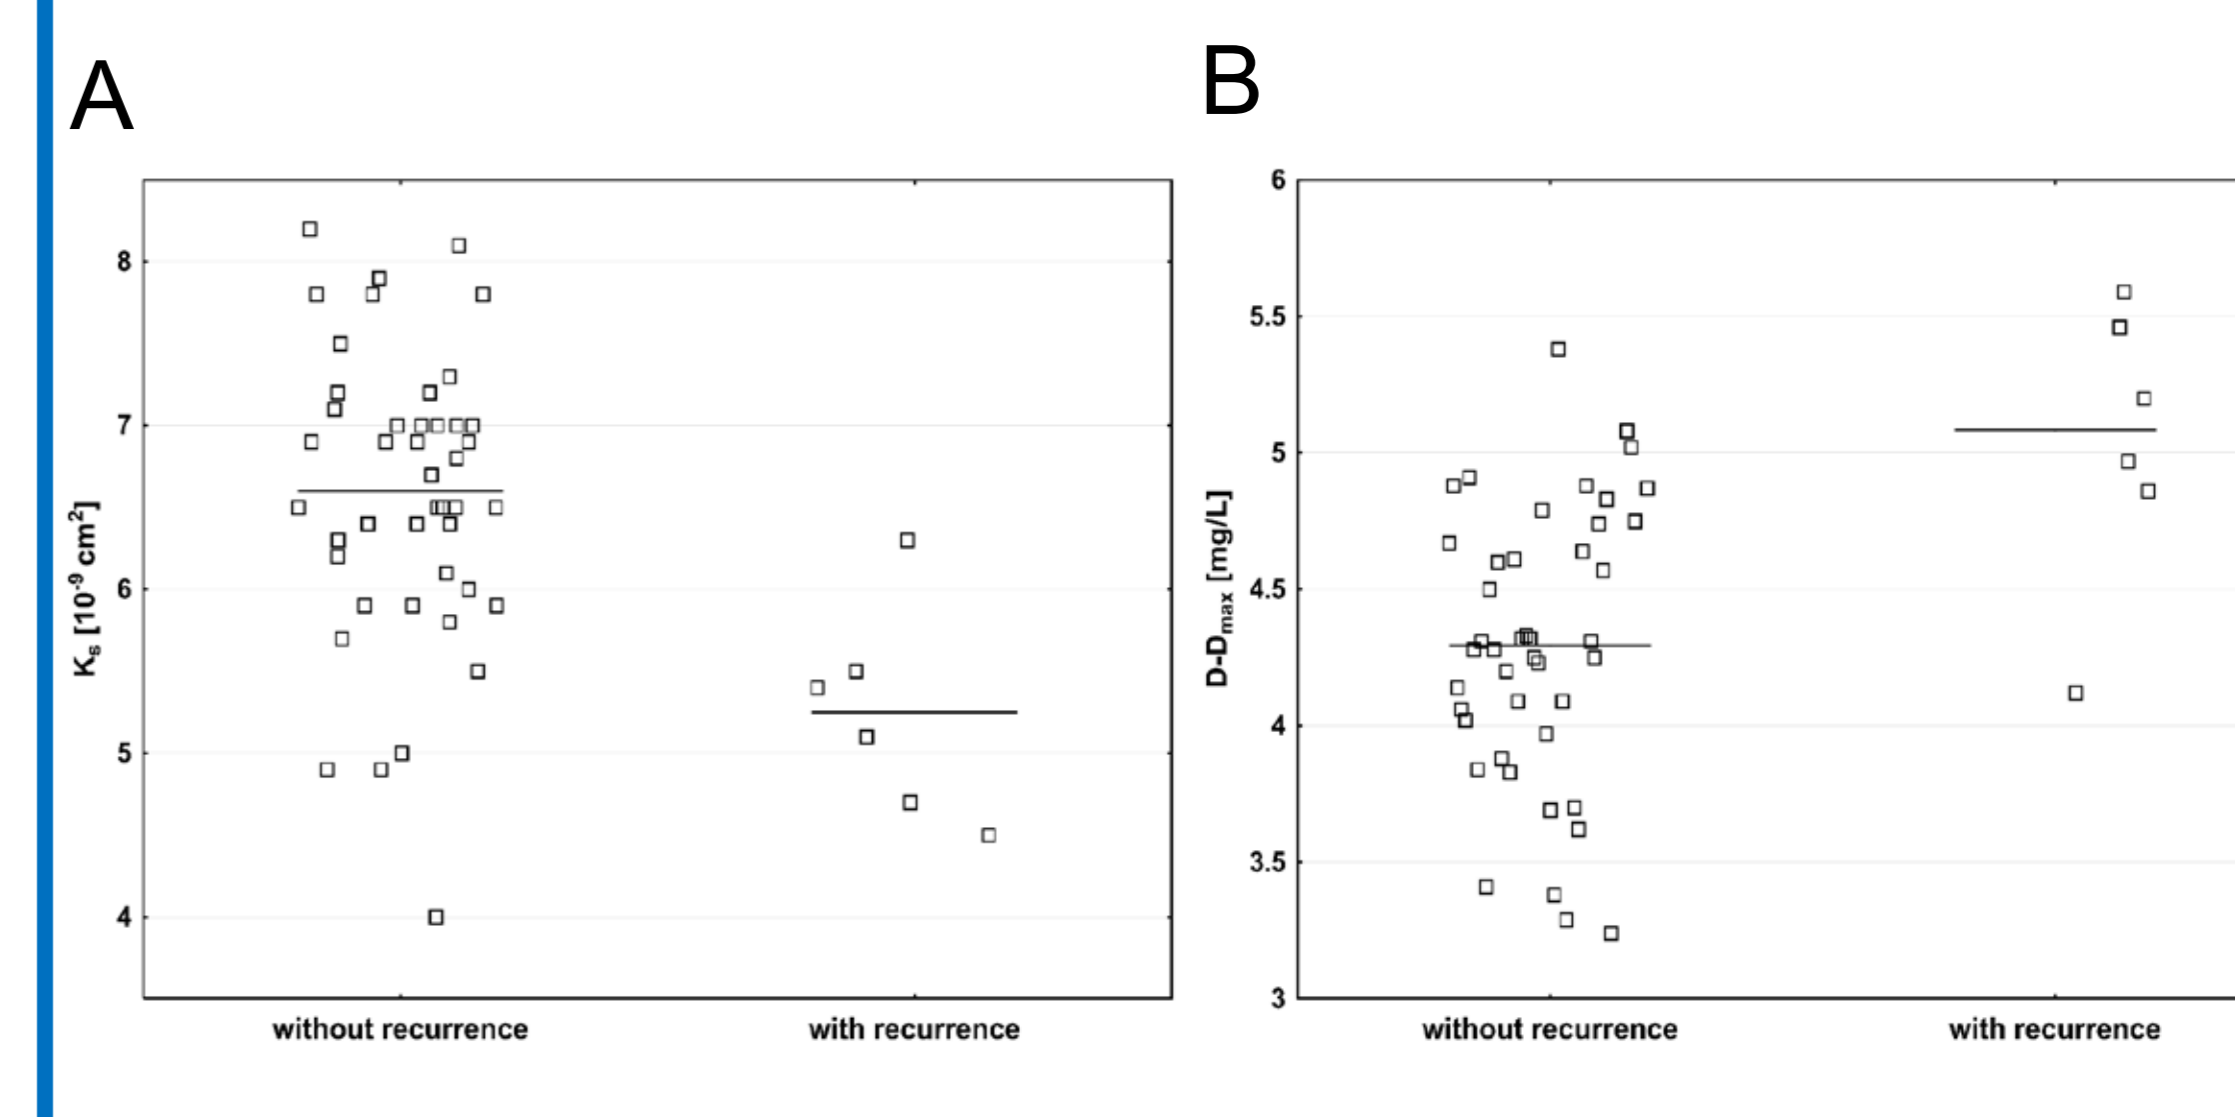 A
B
8
7
6
5
4
Ks [10-9 cm2]
without recurrence
with recurrence
6
5.5
5
4.5
4
3.5
3
D-Dmax [mg/L]
without recurrence
with recurrence